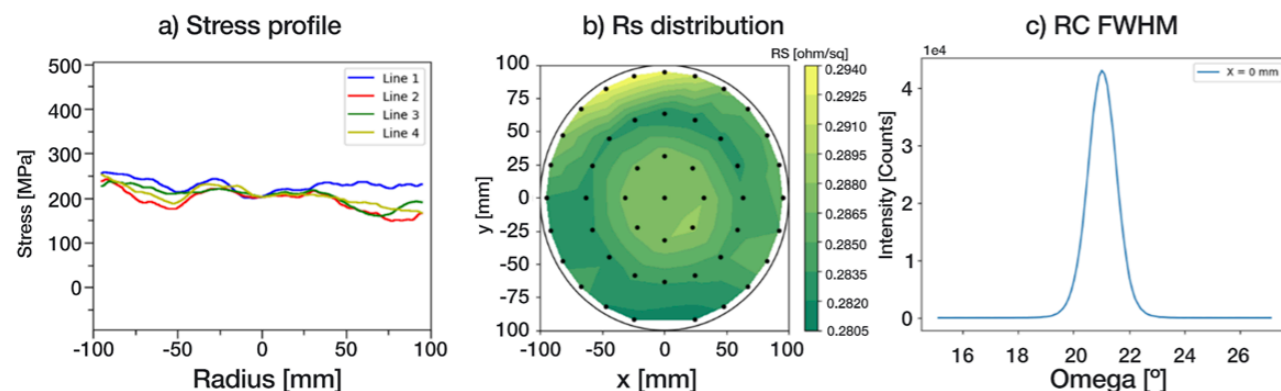 a) Stress profile
b) Rs distribution
c) RC FWHM
500
400
300
200
100
0
-100
-50
0
50
100
Stress [MPa]
Radius [mm]
Line 1
Line 2
Line 3
Line 4
100
75
50
25
0
-25
-50
-75
100
-100
-50
0
50
100
y [mm]
x [mm]
RS [ohm/sq]
0.2940
0.2925
0.2910
0.2895
0.2880
0.2865
0.2850
0.2835
0.2820
0.2805
1e4
4
3
2
1
0
16
18
20
22
24
26
Intensity [Counts]
Omega [º]
X = 0 mm